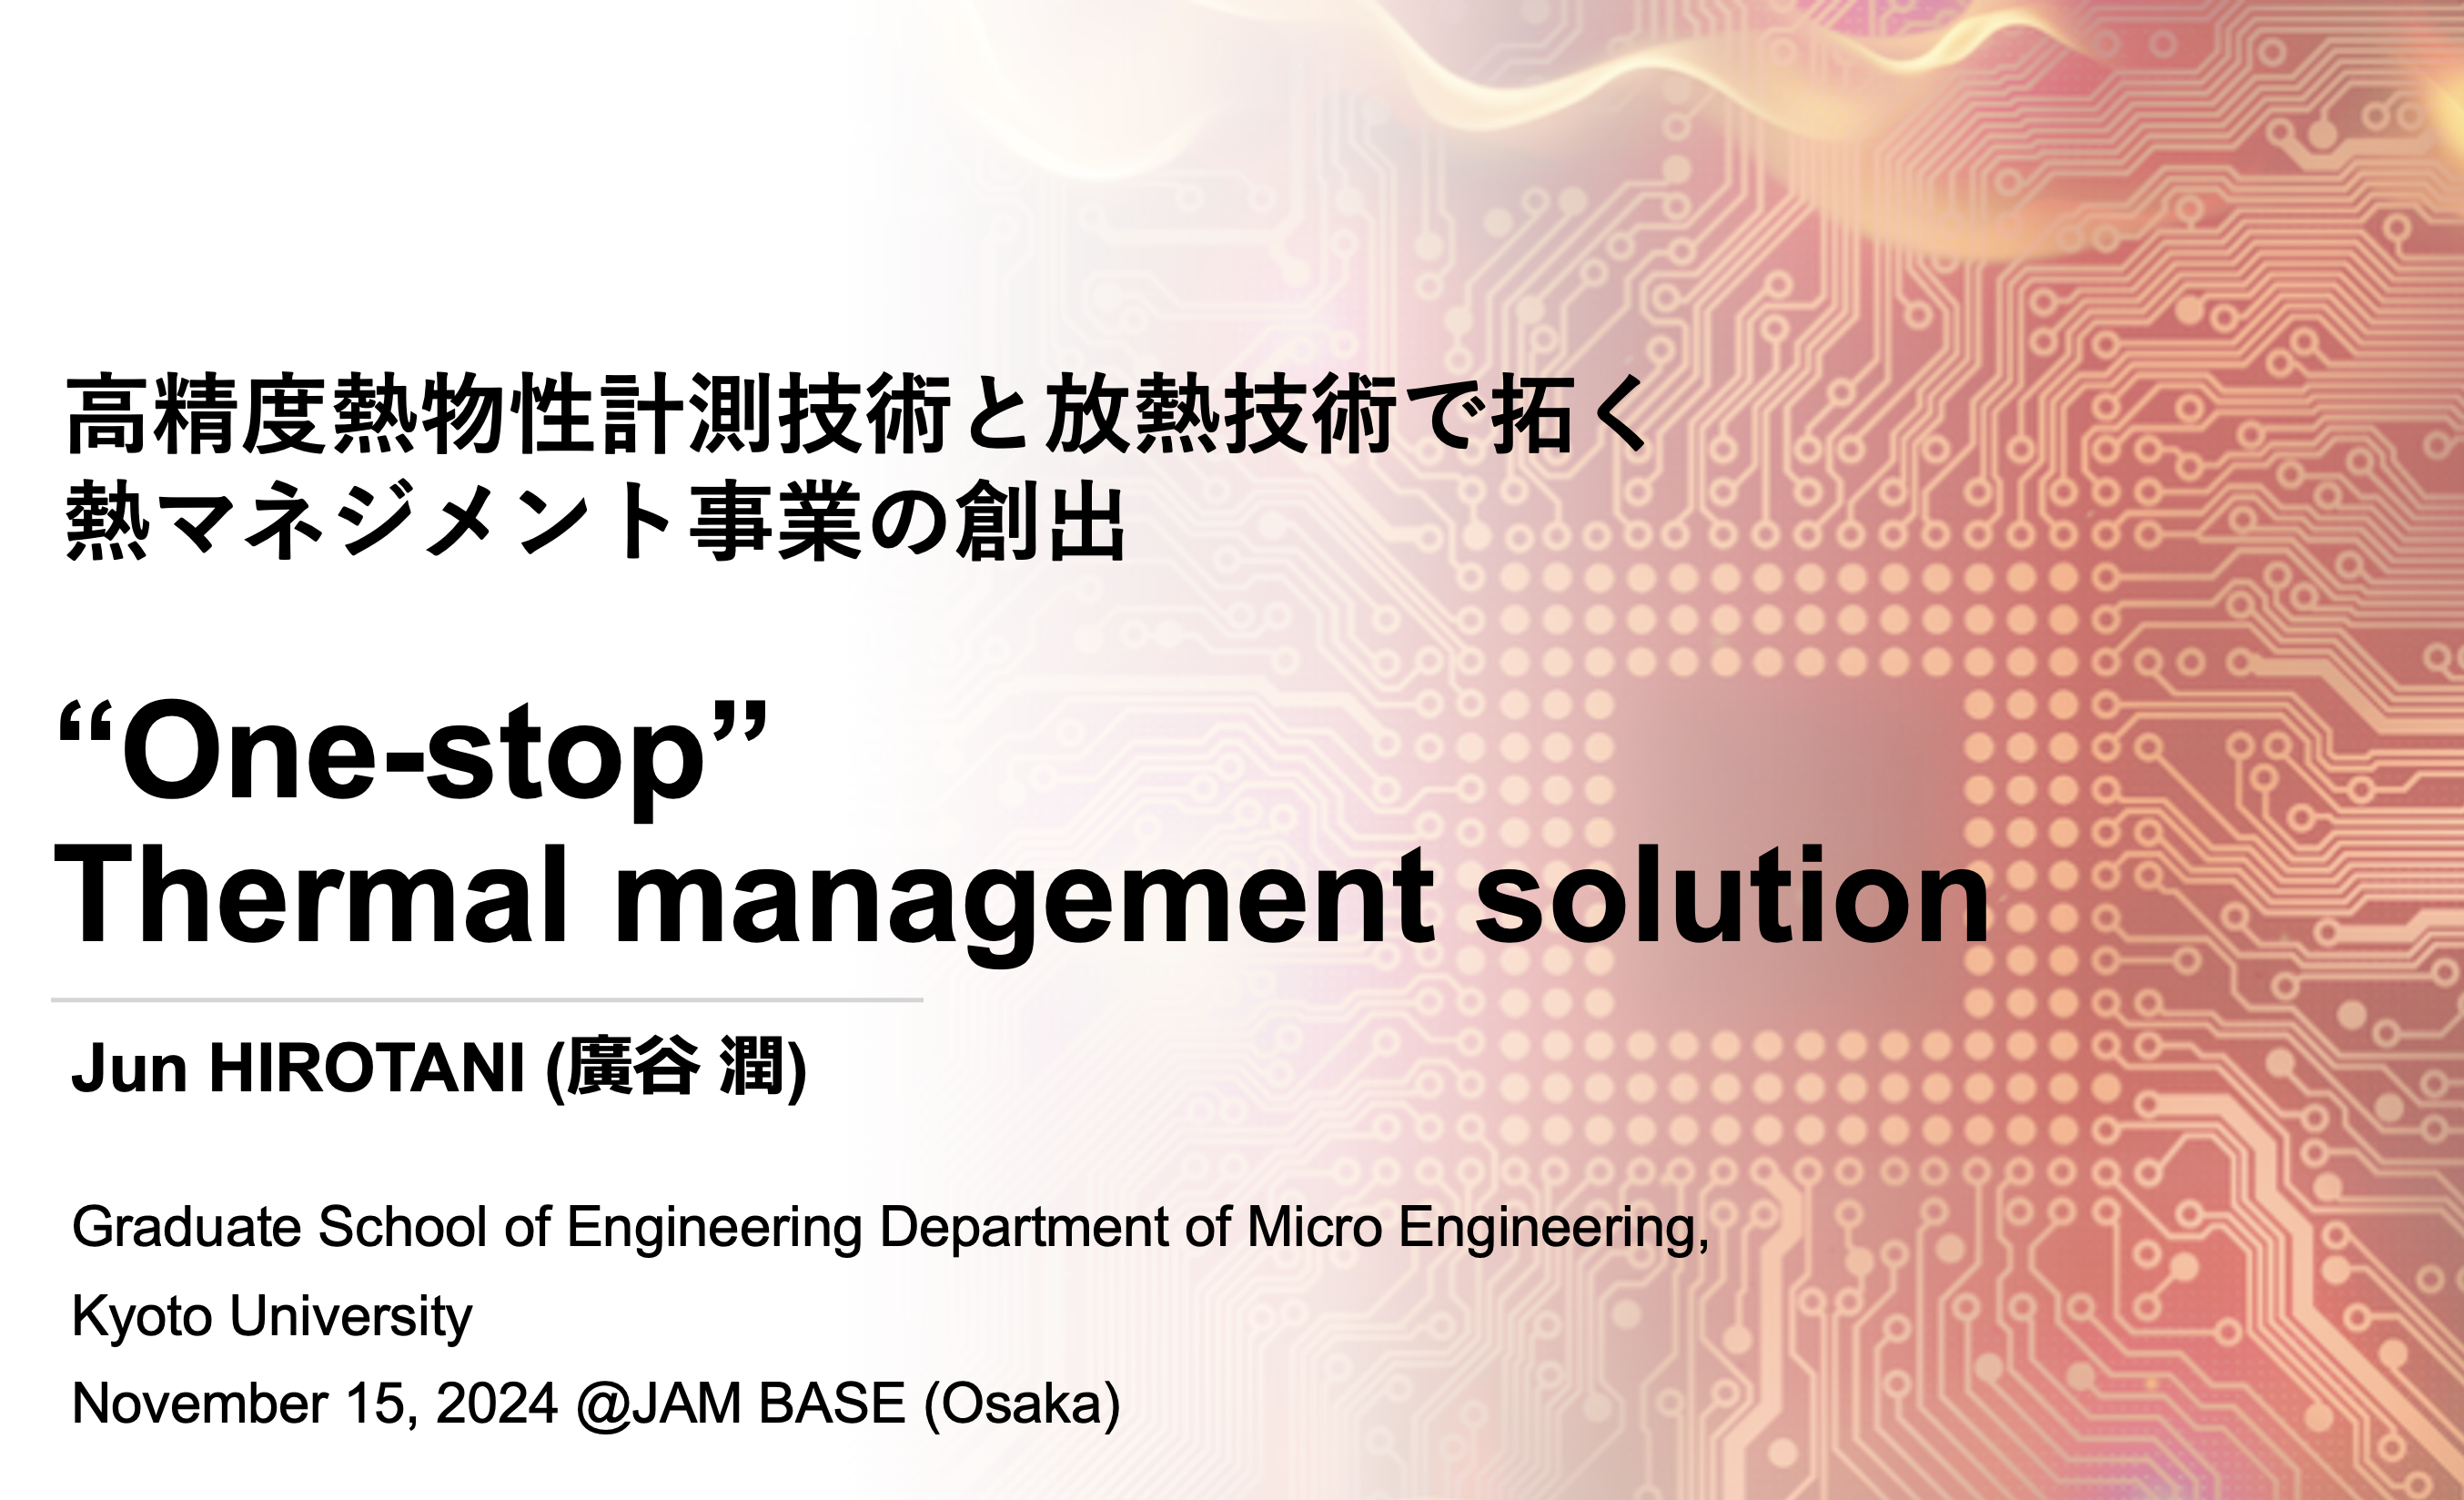 高精度熱物性計測技術と放熱技術で拓く
熱マネジメント事業の創出
“One-stop”
Thermal management solution
Jun HIROTANI (廣谷 潤)
Graduate School of Engineering Department of Micro Engineering,
Kyoto University
November 15, 2024 @JAM BASE (Osaka)